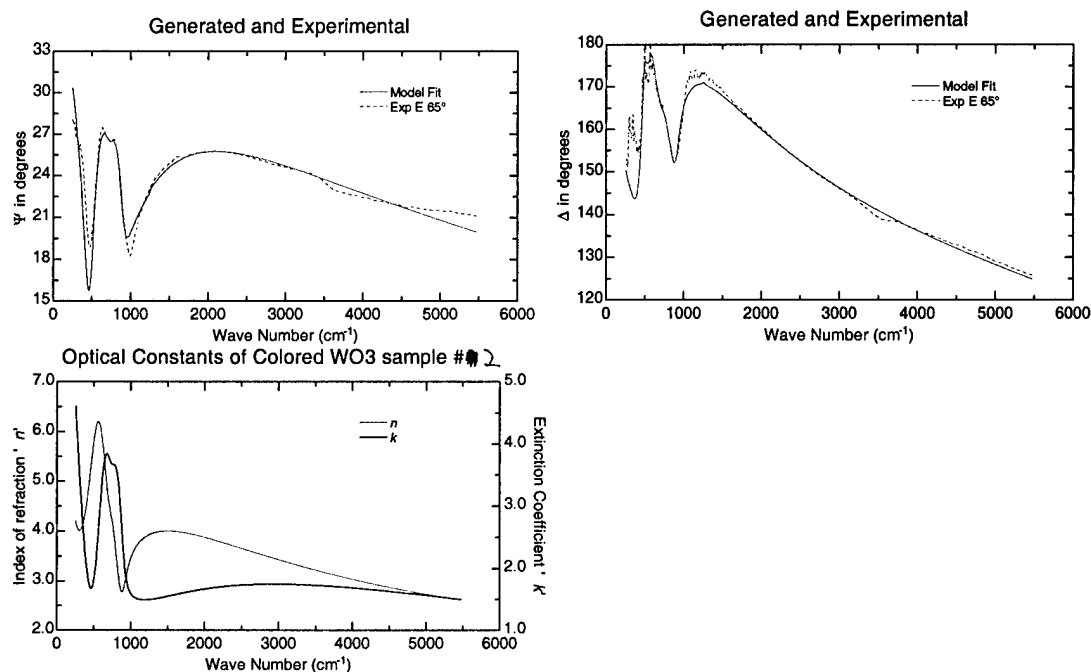 Generated and Experimental
33
30
27
24
21
18
15
Ψ in degrees
Model Fit
Exp E 65°
0
1000
2000
3000
4000
5000
6000
Wave Number (cm⁻¹)
Generated and Experimental
180
170
160
150
140
130
120
Δ in degrees
Model Fit
Exp E 65°
0
1000
2000
3000
4000
5000
6000
Wave Number (cm⁻¹)
Optical Constants of Colored WO3 sample # 2
7.0
6.0
5.0
4.0
3.0
2.0
Index of refraction ' n'
n
k
5.0
4.0
3.0
2.0
1.0
Extinction Coefficient ' k'
0
1000
2000
3000
4000
5000
6000
Wave Number (cm⁻¹)